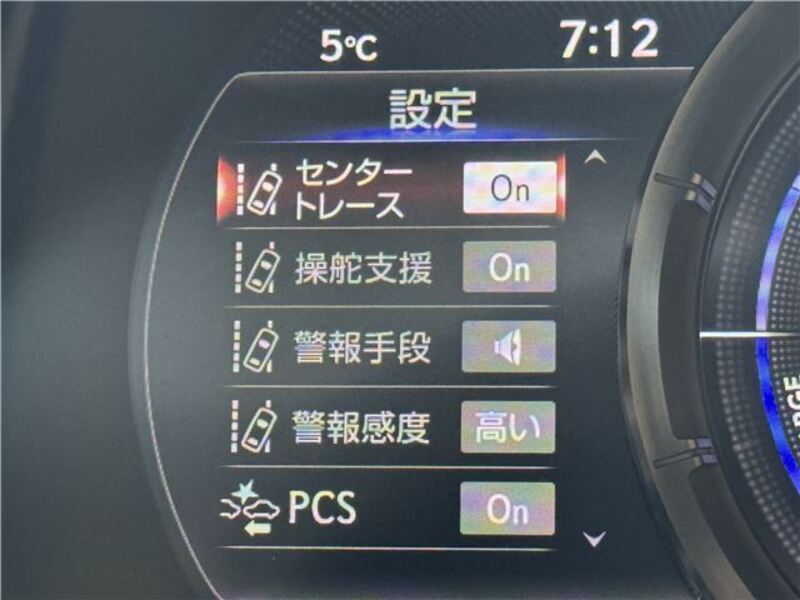 5℃
7:12
設定
センター
トレース
On
操舵支援
On
警報手段
警報感度
高い
PCS
On